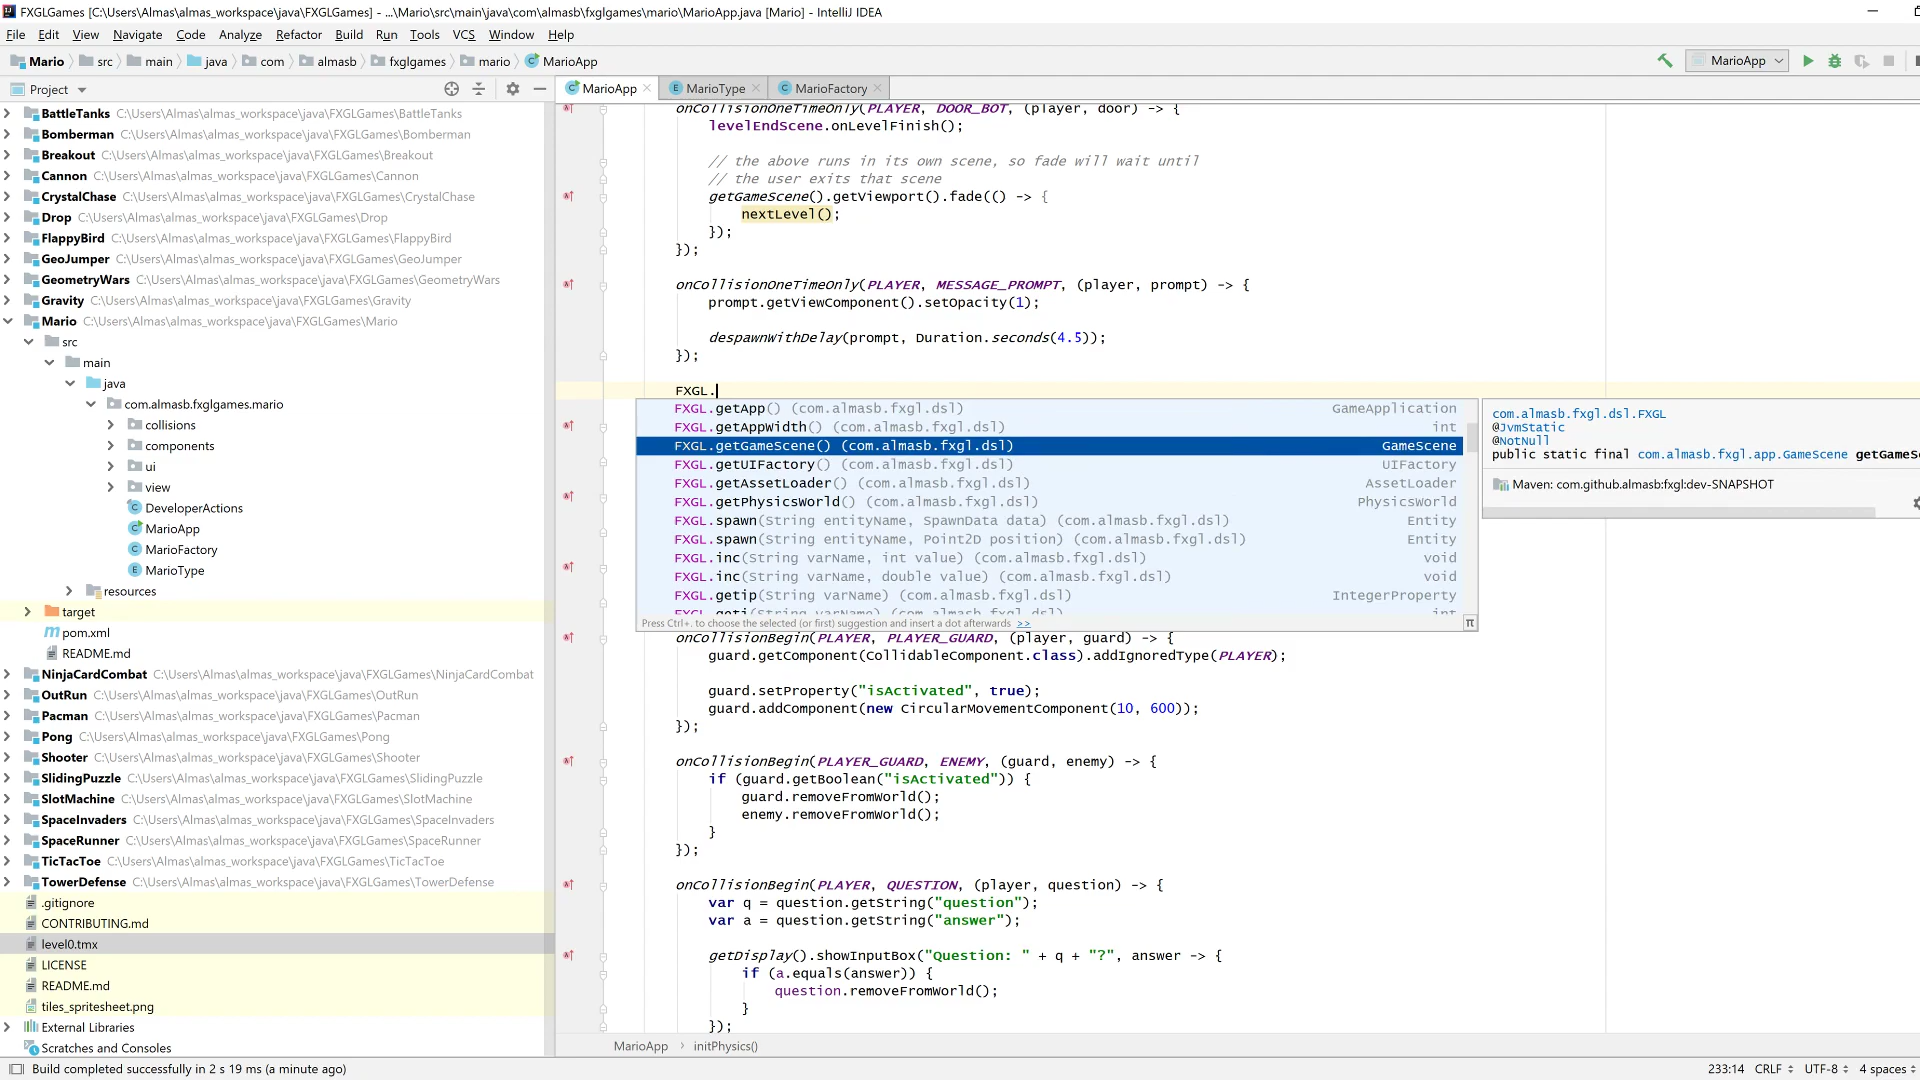 FXGLGames [C:\Users\Almas\almas_workspace\java\FXGLGames] - ...\Mario\src\main\java\com\almasb\fxglgames\mario\MarioApp.java [Mario] - IntelliJ IDEA
File Edit View Navigate Code Analyze Refactor Build Run Tools VCS Window Help
Mario src main java com almasb fxglgames mario MarioApp
MarioApp
Project
BattleTanks C:\Users\Almas\almas_workspace\java\FXGLGames\BattleTanks
Bomberman C:\Users\Almas\almas_workspace\java\FXGLGames\Bomberman
Breakout C:\Users\Almas\almas_workspace\java\FXGLGames\Breakout
Cannon C:\Users\Almas\almas_workspace\java\FXGLGames\Cannon
CrystalChase C:\Users\Almas\almas_workspace\java\FXGLGames\CrystalChase
Drop C:\Users\Almas\almas_workspace\java\FXGLGames\Drop
FlappyBird C:\Users\Almas\almas_workspace\java\FXGLGames\FlappyBird
GeoJumper C:\Users\Almas\almas_workspace\java\FXGLGames\GeoJumper
GeometryWars C:\Users\Almas\almas_workspace\java\FXGLGames\GeometryWars
Gravity C:\Users\Almas\almas_workspace\java\FXGLGames\Gravity
Mario C:\Users\Almas\almas_workspace\java\FXGLGames\Mario
src
main
java
com.almasb.fxglgames.mario
collisions
components
ui
view
DeveloperActions
MarioApp
MarioFactory
MarioType
resources
target
pom.xml
README.md
NinjaCardCombat C:\Users\Almas\almas_workspace\java\FXGLGames\NinjaCardCombat
OutRun C:\Users\Almas\almas_workspace\java\FXGLGames\OutRun
Pacman C:\Users\Almas\almas_workspace\java\FXGLGames\Pacman
Pong C:\Users\Almas\almas_workspace\java\FXGLGames\Pong
Shooter C:\Users\Almas\almas_workspace\java\FXGLGames\Shooter
SlidingPuzzle C:\Users\Almas\almas_workspace\java\FXGLGames\SlidingPuzzle
SlotMachine C:\Users\Almas\almas_workspace\java\FXGLGames\SlotMachine
SpaceInvaders C:\Users\Almas\almas_workspace\java\FXGLGames\SpaceInvaders
SpaceRunner C:\Users\Almas\almas_workspace\java\FXGLGames\SpaceRunner
TicTacToe C:\Users\Almas\almas_workspace\java\FXGLGames\TicTacToe
TowerDefense C:\Users\Almas\almas_workspace\java\FXGLGames\TowerDefense
.gitignore
CONTRIBUTING.md
level0.tmx
LICENSE
README.md
tiles_spritesheet.png
External Libraries
Scratches and Consoles
MarioApp MarioType MarioFactory
onCollisionOneTimeOnly(PLAYER, DOOR_BOT, (player, door) -> {
levelEndScene.onLevelFinish();
// the above runs in its own scene, so fade will wait until
// the user exits that scene
getGameScene().getViewport().fade(() -> {
nextLevel();
});
});
onCollisionOneTimeOnly(PLAYER, MESSAGE_PROMPT, (player, prompt) -> {
prompt.getViewComponent().setOpacity(1);
despawnWithDelay(prompt, Duration.seconds(4.5));
});
FXGL.
FXGL.getApp() (com.almasb.fxgl.dsl) GameApplication
FXGL.getAppWidth() (com.almasb.fxgl.dsl) int
FXGL.getGameScene() (com.almasb.fxgl.dsl) GameScene
FXGL.getUIFactory() (com.almasb.fxgl.dsl) UIFactory
FXGL.getAssetLoader() (com.almasb.fxgl.dsl) AssetLoader
FXGL.getPhysicsWorld() (com.almasb.fxgl.dsl) PhysicsWorld
FXGL.spawn(String entityName, SpawnData data) (com.almasb.fxgl.dsl) Entity
FXGL.spawn(String entityName, Point2D position) (com.almasb.fxgl.dsl) Entity
FXGL.inc(String varName, int value) (com.almasb.fxgl.dsl) void
FXGL.inc(String varName, double value) (com.almasb.fxgl.dsl) void
FXGL.getip(String varName) (com.almasb.fxgl.dsl) IntegerProperty
FXGL.geti(String varName) (com.almasb.fxgl.dsl) int
Press Ctrl+. to choose the selected (or first) suggestion and insert a dot afterwards >> π
com.almasb.fxgl.dsl.FXGL
@JvmStatic
@NotNull
public static final com.almasb.fxgl.app.GameScene getGameS
Maven: com.github.almasb:fxgl:dev-SNAPSHOT
onCollisionBegin(PLAYER, PLAYER_GUARD, (player, guard) -> {
guard.getComponent(CollidableComponent.class).addIgnoredType(PLAYER);
guard.setProperty("isActivated", true);
guard.addComponent(new CircularMovementComponent(10, 600));
});
onCollisionBegin(PLAYER_GUARD, ENEMY, (guard, enemy) -> {
if (guard.getBoolean("isActivated")) {
guard.removeFromWorld();
enemy.removeFromWorld();
}
});
onCollisionBegin(PLAYER, QUESTION, (player, question) -> {
var q = question.getString("question");
var a = question.getString("answer");
getDisplay().showInputBox("Question: " + q + "?", answer -> {
if (a.equals(answer)) {
question.removeFromWorld();
}
});
MarioApp initPhysics()
Build completed successfully in 2 s 19 ms (a minute ago) 233:14 CRLF UTF-8 4 spaces